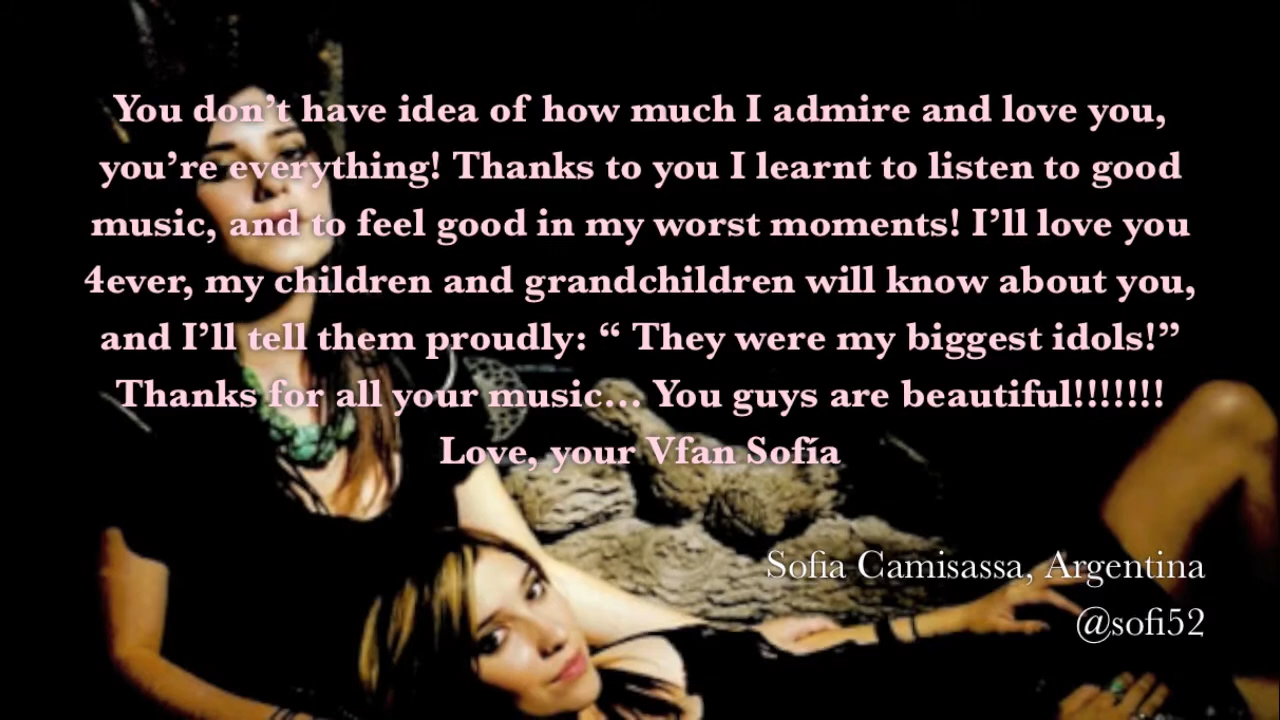 You don’t have idea of how much I admire and love you,
you’re everything! Thanks to you I learnt to listen to good
music, and to feel good in my worst moments! I’ll love you
4ever, my children and grandchildren will know about you,
and I’ll tell them proudly: “ They were my biggest idols!”
Thanks for all your music... You guys are beautiful!!!!!!!!
Love, your Vfan Sofía
Sofia Camisassa, Argentina
@sofi52